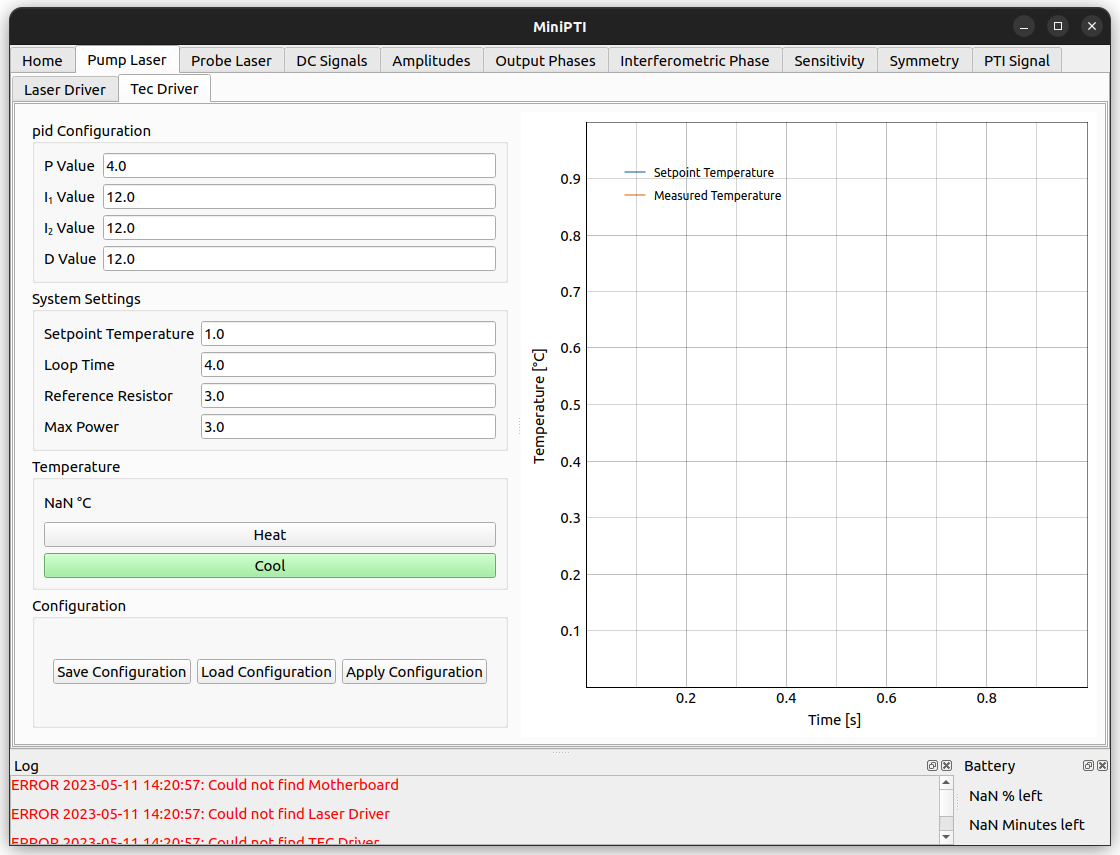 MiniPTI
Home Pump Laser Probe Laser DC Signals Amplitudes Output Phases Interferometric Phase Sensitivity Symmetry PTI Signal
Laser Driver Tec Driver
pid Configuration
P Value 4.0
I₁ Value 12.0
I₂ Value 12.0
D Value 12.0
System Settings
Setpoint Temperature 1.0
Loop Time 4.0
Reference Resistor 3.0
Max Power 3.0
Temperature
NaN °C
Heat
Cool
Configuration
Save Configuration Load Configuration Apply Configuration
Setpoint Temperature
Measured Temperature
0.9
0.8
0.7
0.6
0.5
0.4
0.3
0.2
0.1
Temperature [°C]
0.2 0.4 0.6 0.8
Time [s]
Log
ERROR 2023-05-11 14:20:57: Could not find Motherboard
ERROR 2023-05-11 14:20:57: Could not find Laser Driver
ERROR 2023-05-11 14:20:57: Could not find TEC Driver
Battery
NaN % left
NaN Minutes left